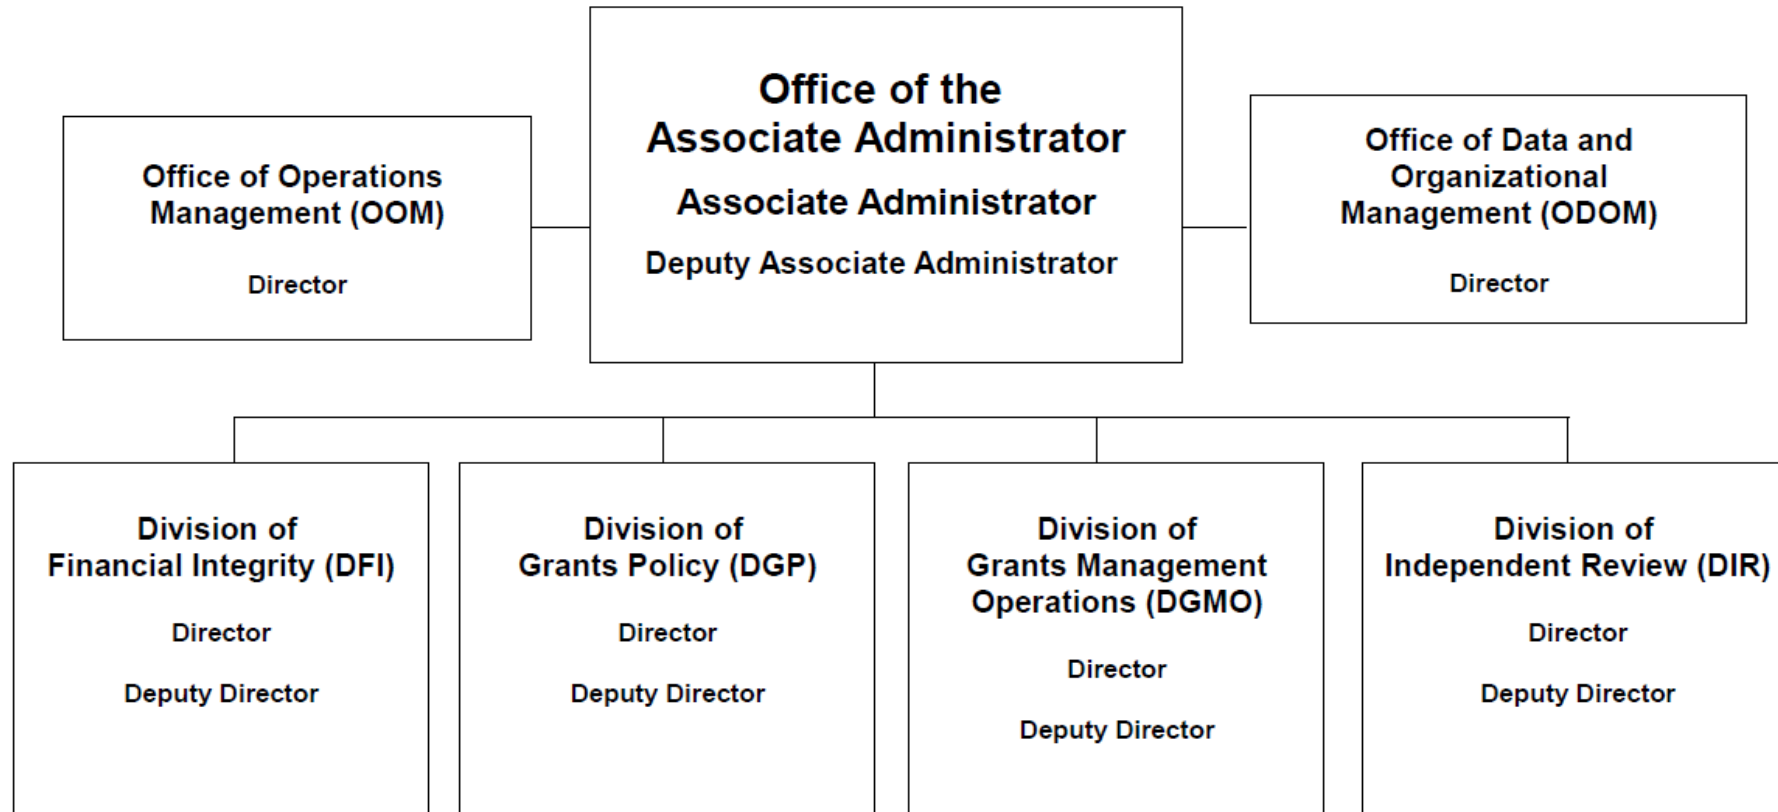 Office of the
Associate Administrator
Associate Administrator
Deputy Associate Administrator
Office of Operations
Management (OOM)
Director
Office of Data and
Organizational
Management (ODOM)
Director
Division of
Financial Integrity (DFI)
Director
Deputy Director
Division of
Grants Policy (DGP)
Director
Deputy Director
Division of
Grants Management
Operations (DGMO)
Director
Deputy Director
Division of
Independent Review (DIR)
Director
Deputy Director